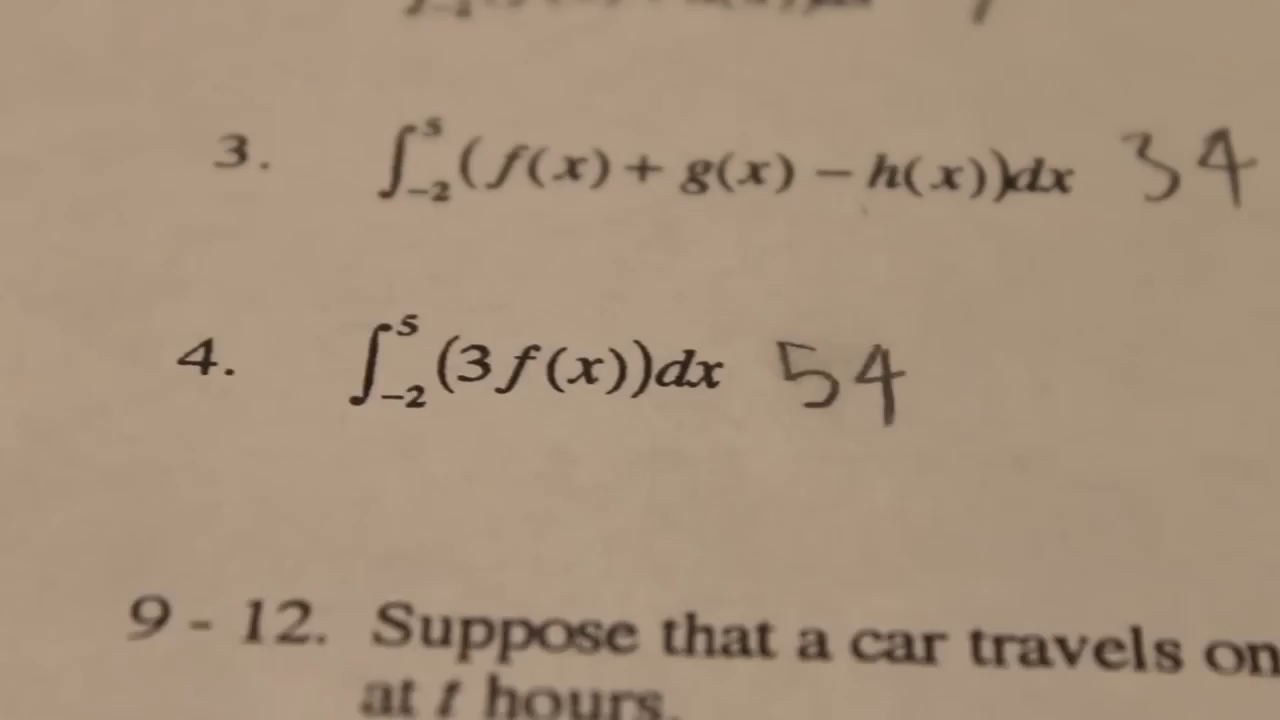 3. ∫_{-2}^{5} (f(x) + g(x) − h(x))dx 34
4. ∫_{-2}^{5} (3f(x))dx 54
9 - 12. Suppose that a car travels on
at t hours.